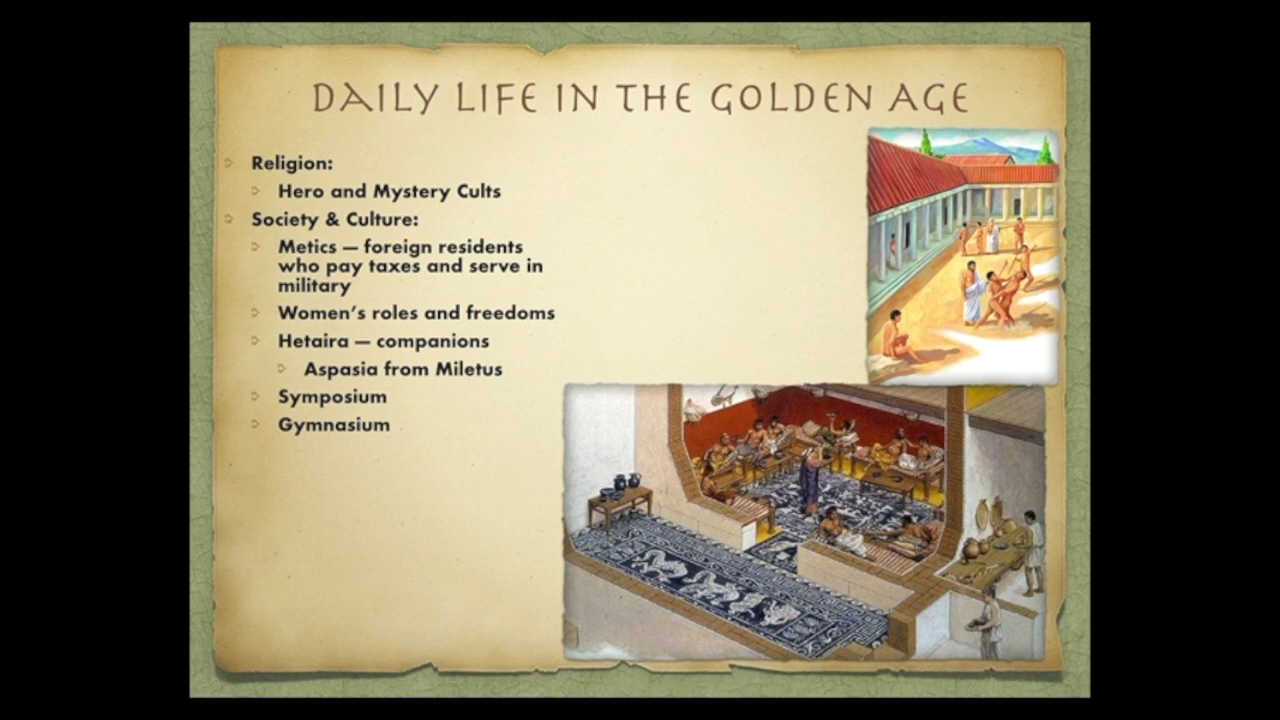 DAILY LIFE IN THE GOLDEN AGE
Religion:
Hero and Mystery Cults
Society & Culture:
Metics — foreign residents
who pay taxes and serve in
military
Women's roles and freedoms
Hetaira — companions
Aspasia from Miletus
Symposium
Gymnasium